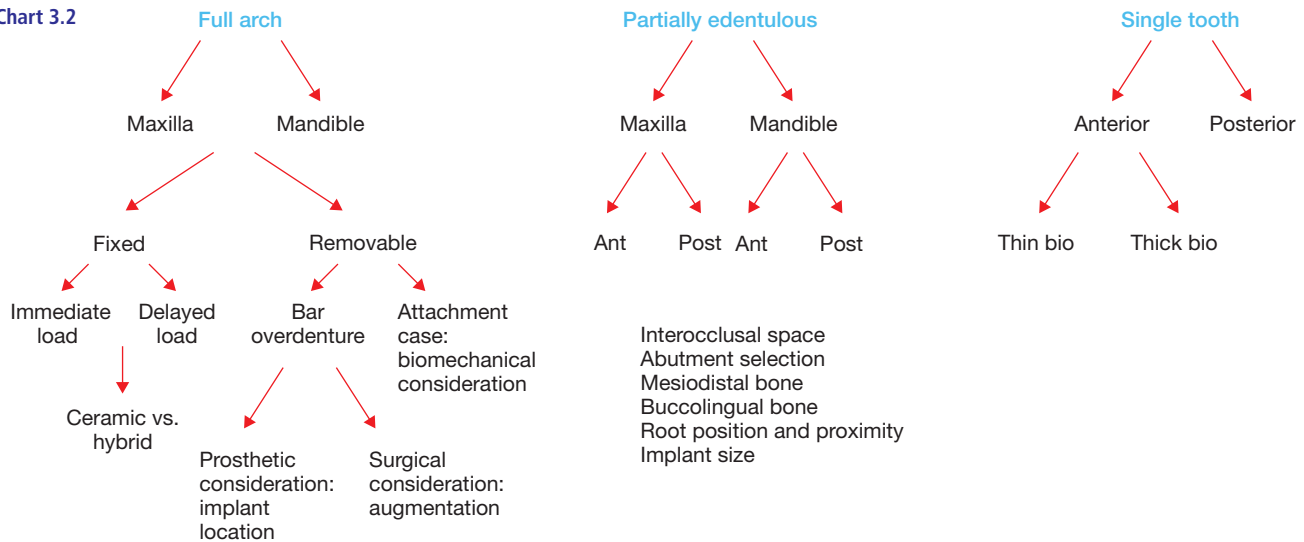 Chart 3.2
Full arch
Partially edentulous
Single tooth
Maxilla
Mandible
Maxilla
Mandible
Anterior
Posterior
Fixed
Removable
Ant
Post
Ant
Post
Thin bio
Thick bio
Immediate
load
Delayed
load
Bar
overdenture
Attachment
case:
biomechanical
consideration
Ceramic vs.
hybrid
Prosthetic
consideration:
implant
location
Surgical
consideration:
augmentation
Interocclusal space
Abutment selection
Mesiodistal bone
Buccolingual bone
Root position and proximity
Implant size